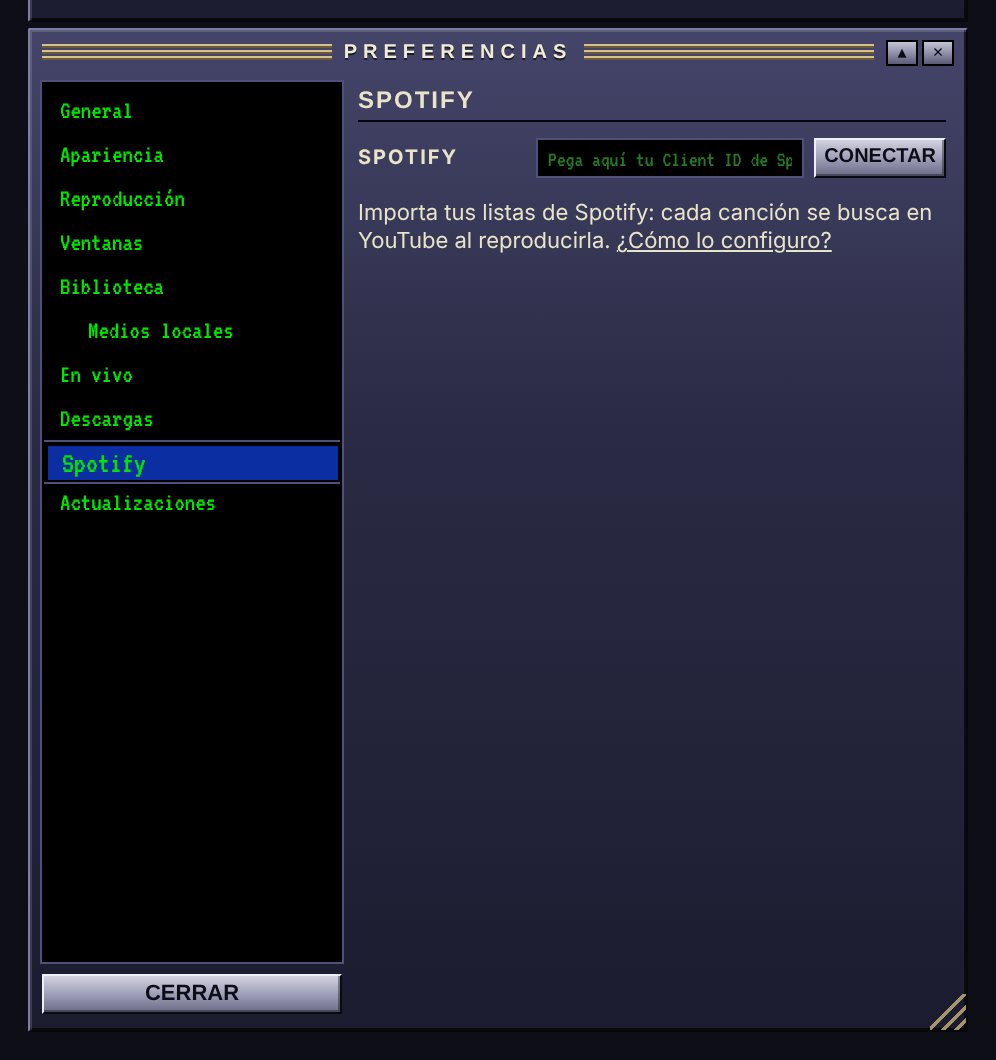 PREFERENCIAS
General
Apariencia
Reproducción
Ventanas
Biblioteca
Medios locales
En vivo
Descargas
Spotify
Actualizaciones
CERRAR
SPOTIFY
SPOTIFY
Pega aquí tu Client ID de Sp
CONECTAR
Importa tus listas de Spotify: cada canción se busca en
YouTube al reproducirla. ¿Cómo lo configuro?